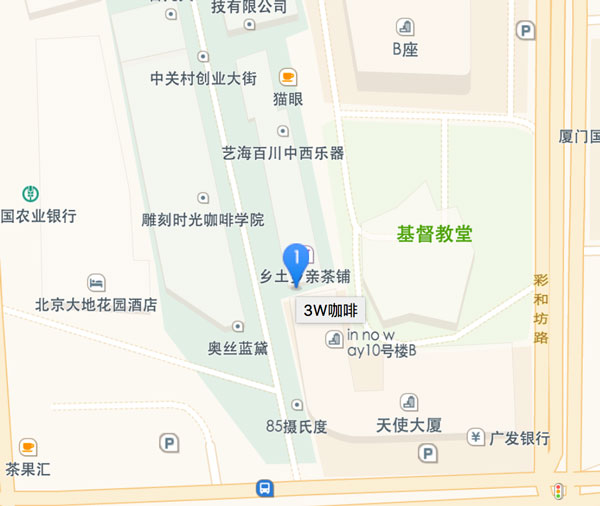 技有限公司
B座
P
中关村创业大街
猫眼
艺海百川中西乐器
厦门国
国农业银行
雕刻时光咖啡学院
基督教堂
1
乡土乡亲茶铺
3W咖啡
彩和坊路
北京大地花园酒店
in no w
ay10号楼B
奥丝蓝黛
85摄氏度
天使大厦
¥
广发银行
P
P
茶果汇